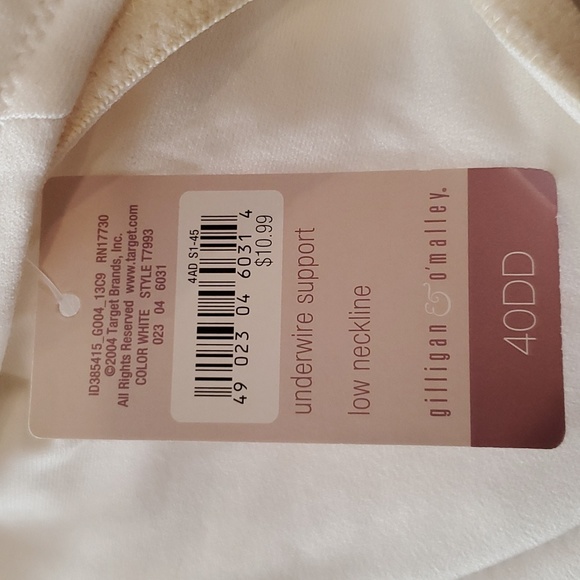 ID385415_G004_13C9 RN17730
©2004 Target Brands, Inc.
All Rights Reserved www.target.com
COLOR WHITE STYLE T7993
023 04 6031
4AD S1-45
49 023 04 6031 4
$10.99
underwire support
low neckline
gilligan & o'malley®
40DD